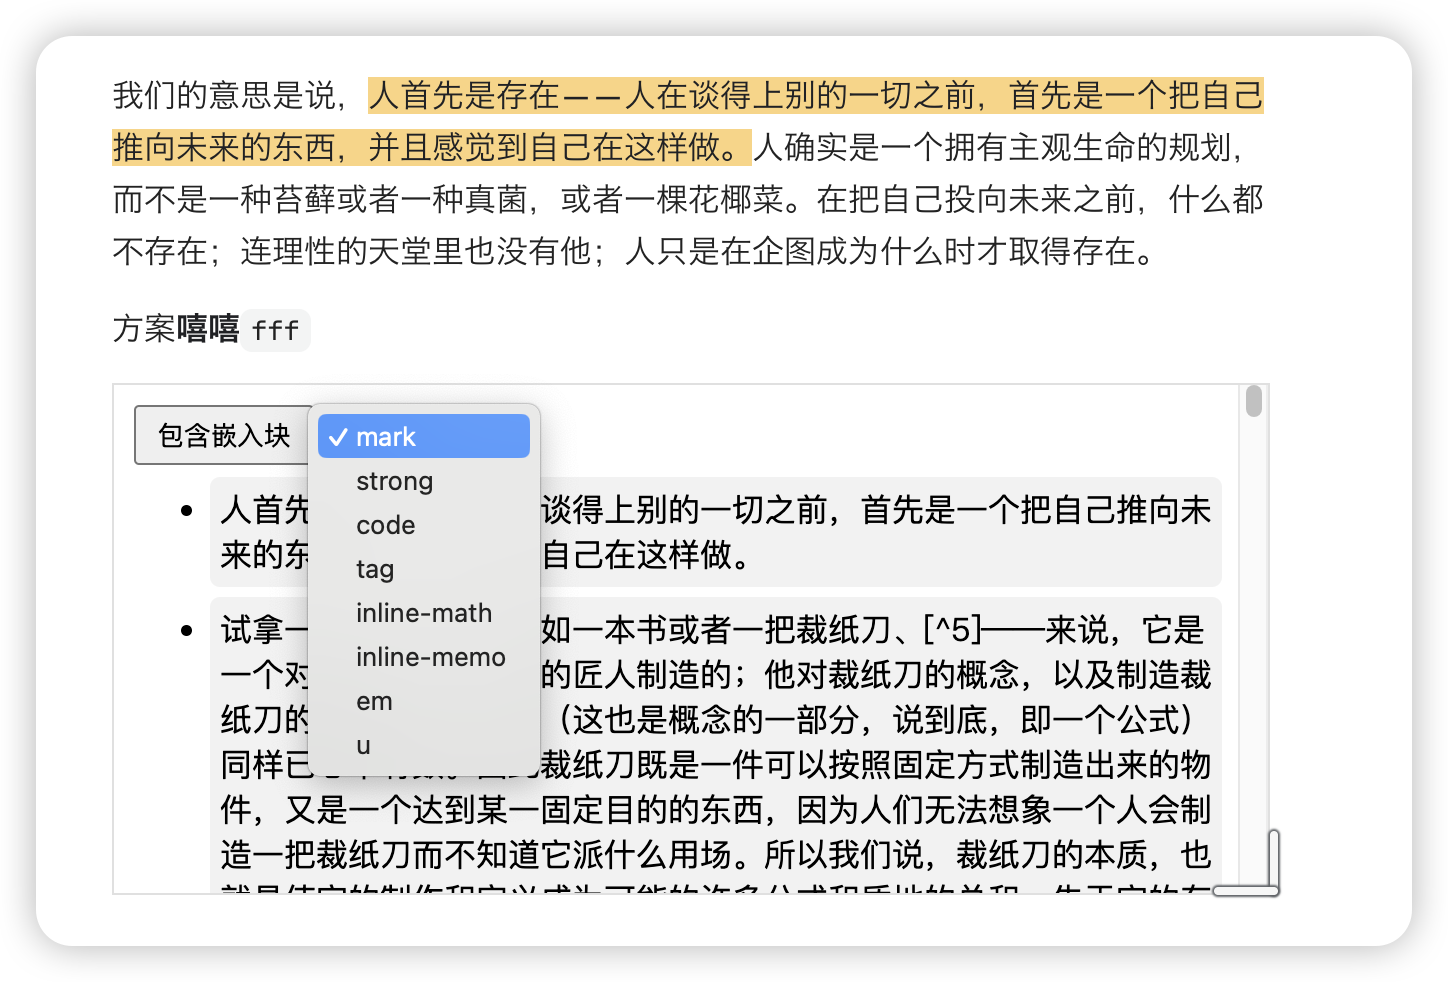 我们的意思是说，人首先是存在——人在谈得上别的一切之前，首先是一个把自己
推向未来的东西，并且感觉到自己在这样做。人确实是一个拥有主观生命的规划，
而不是一种苔藓或者一种真菌，或者一棵花椰菜。在把自己投向未来之前，什么都
不存在；连理性的天堂里也没有他；人只是在企图成为什么时才取得存在。
方案嘻嘻 fff
包含嵌入块
✓ mark
strong
code
tag
inline-math
inline-memo
em
u
人首先 谈得上别的一切之前，首先是一个把自己推向未
来的东 自己在这样做。
试拿一 如一本书或者一把裁纸刀、[^5]——来说，它是
一个对 的匠人制造的；他对裁纸刀的概念，以及制造裁
纸刀的 （这也是概念的一部分，说到底，即一个公式）
同样已 裁纸刀既是一件可以按照固定方式制造出来的物
件，又是一个达到某一固定目的的东西，因为人们无法想象一个人会制
造一把裁纸刀而不知道它派什么用场。所以我们说，裁纸刀的本质，也